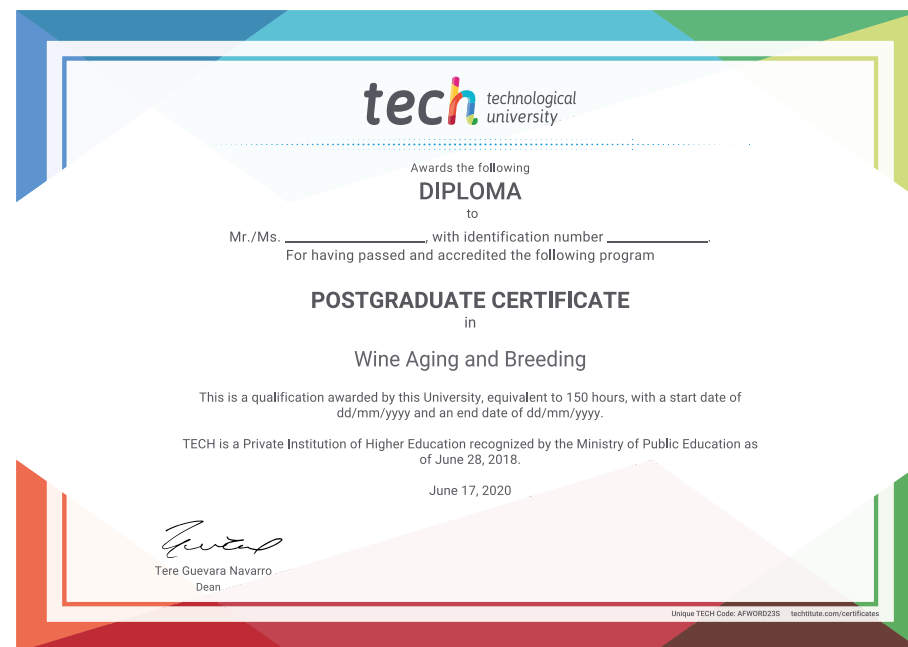 tech technological
university
Awards the following
DIPLOMA
to
Mr./Ms. ____________________, with identification number ______________.
For having passed and accredited the following program
POSTGRADUATE CERTIFICATE
in
Wine Aging and Breeding
This is a qualification awarded by this University, equivalent to 150 hours, with a start date of
dd/mm/yyyy and an end date of dd/mm/yyyy.
TECH is a Private Institution of Higher Education recognized by the Ministry of Public Education as
of June 28, 2018.
June 17, 2020
Tere Guevara Navarro
Dean
Unique TECH Code: AFWORD23S techtitute.com/certificates